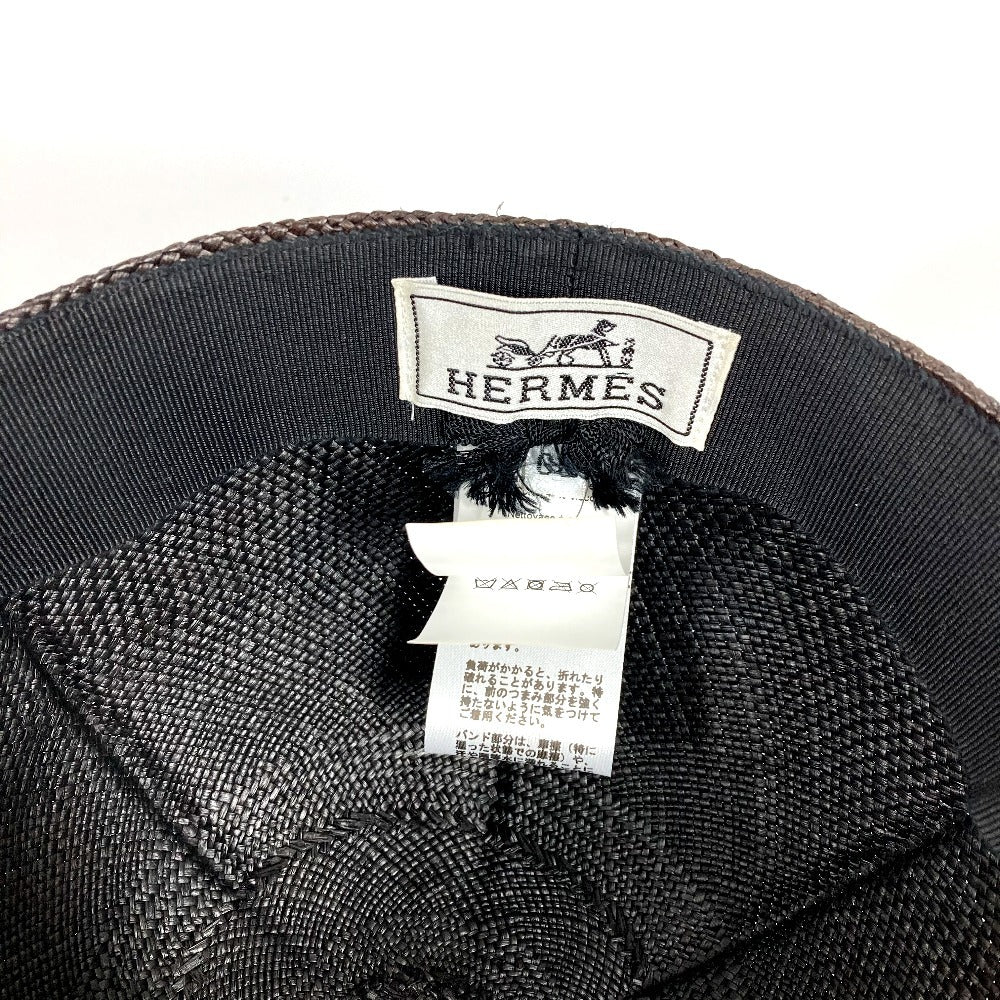 HERMÈS
あります。
負荷がかかると、折れたり
破れることがあります。特
に、前のつまみ部分を強く
持たないように気をつけて
ご着用ください。
バンド部分は、摩擦（特に
湿った状態での摩擦）や、